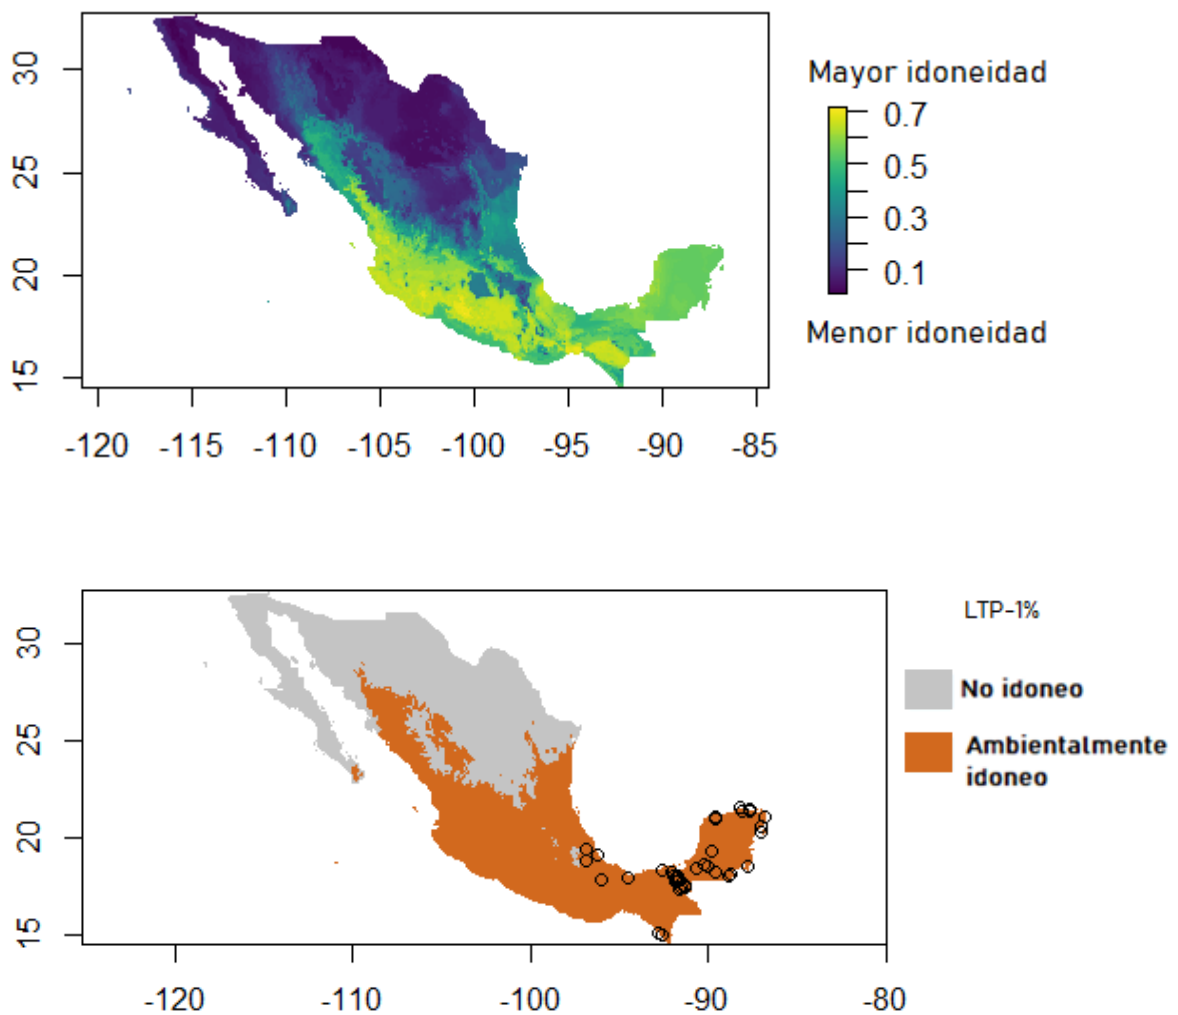 30
25
20
15
-120 -115 -110 -105 -100 -95 -90 -85
Mayor idoneidad
0.7
0.5
0.3
0.1
Menor idoneidad
30
25
20
15
-120 -110 -100 -90 -80
LTP-1%
No idoneo
Ambientalmente
idoneo